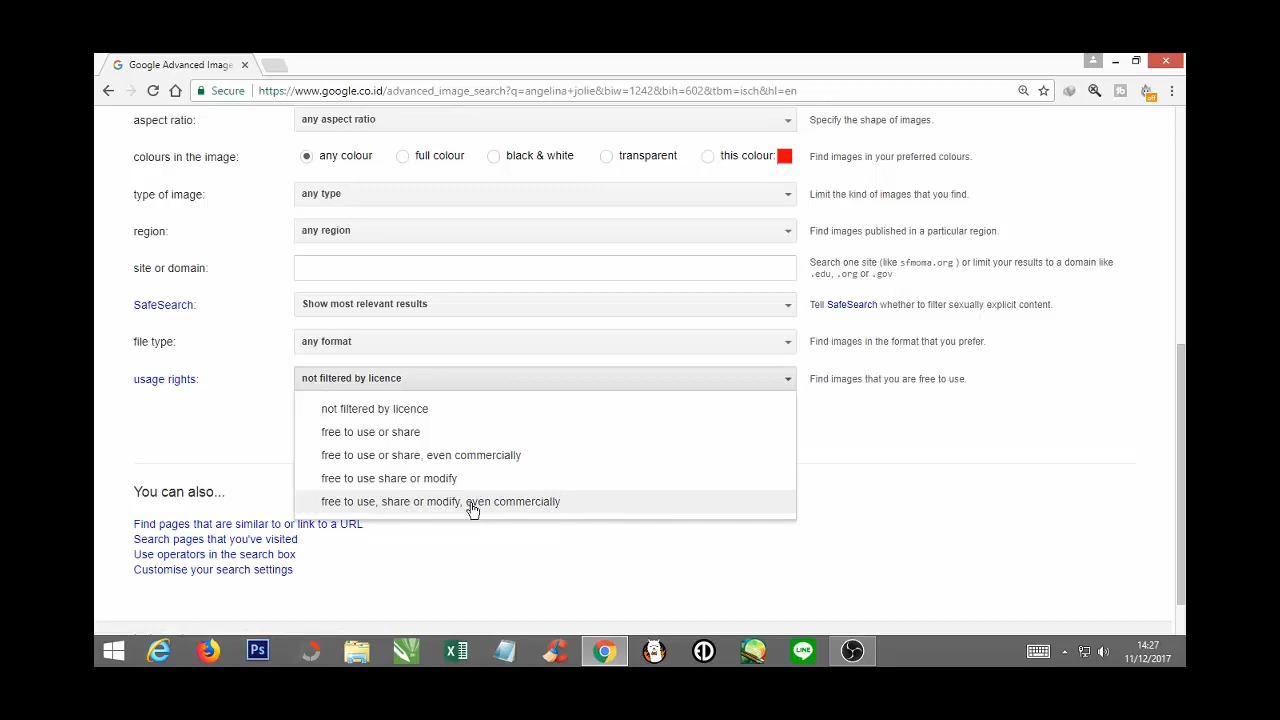 Google Advanced Imag
Secure https://www.google.co.id/advanced_image_search?q=angelina+jolie&biw=1242&bih=602&tbm=isch&hl=en
off
aspect ratio: any aspect ratio Specify the shape of images.
colours in the image: any colour full colour black & white transparent this colour: Find images in your preferred colours.
type of image: any type Limit the kind of images that you find.
region: any region Find images published in a particular region.
site or domain: Search one site (like sfmoma.org ) or limit your results to a domain like
.edu, .org or .gov
SafeSearch: Show most relevant results Tell SafeSearch whether to filter sexually explicit content.
file type: any format Find images in the format that you prefer.
usage rights: not filtered by licence Find images that you are free to use.
not filtered by licence
free to use or share
free to use or share, even commercially
free to use share or modify
free to use, share or modify, even commercially
You can also...
Find pages that are similar to or link to a URL
Search pages that you've visited
Use operators in the search box
Customise your search settings
Ps
LINE
14:27
11/12/2017